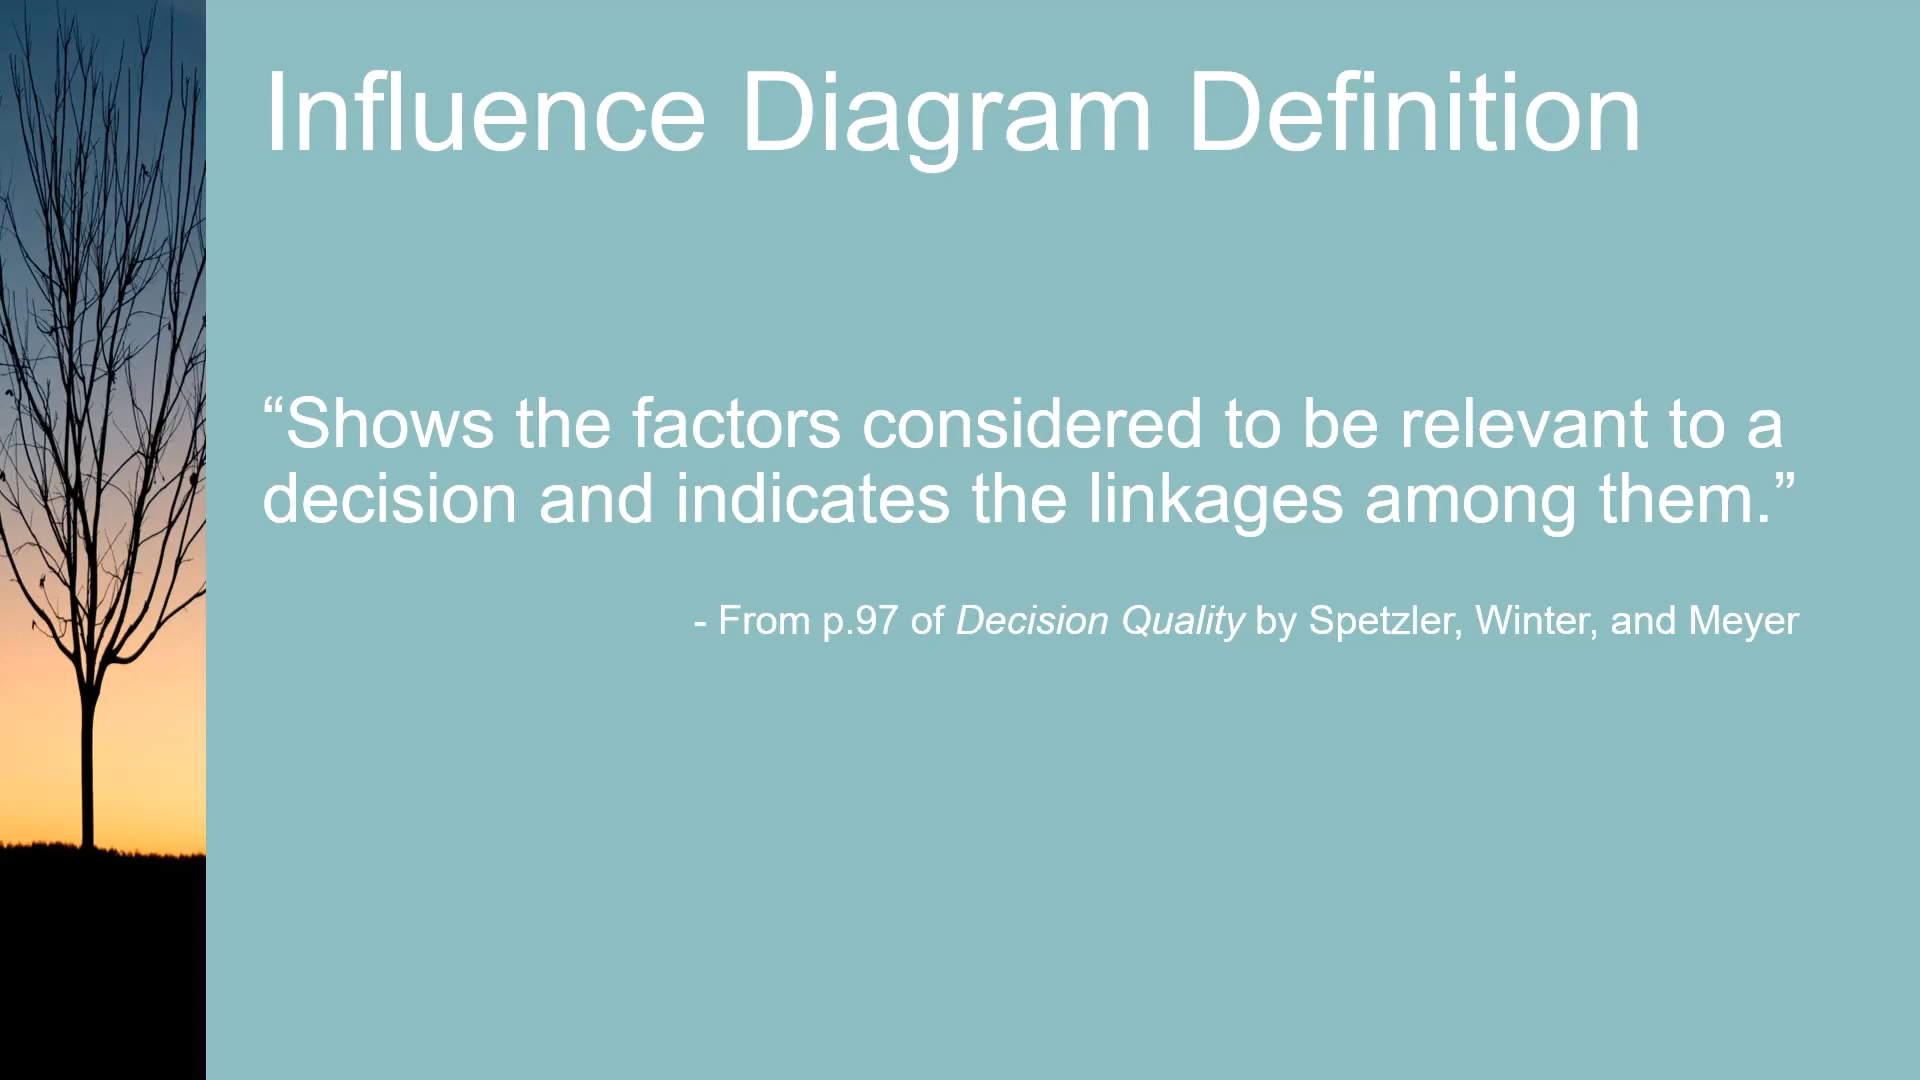 Influence Diagram Definition
“Shows the factors considered to be relevant to a
decision and indicates the linkages among them.”
- From p.97 of Decision Quality by Spetzler, Winter, and Meyer